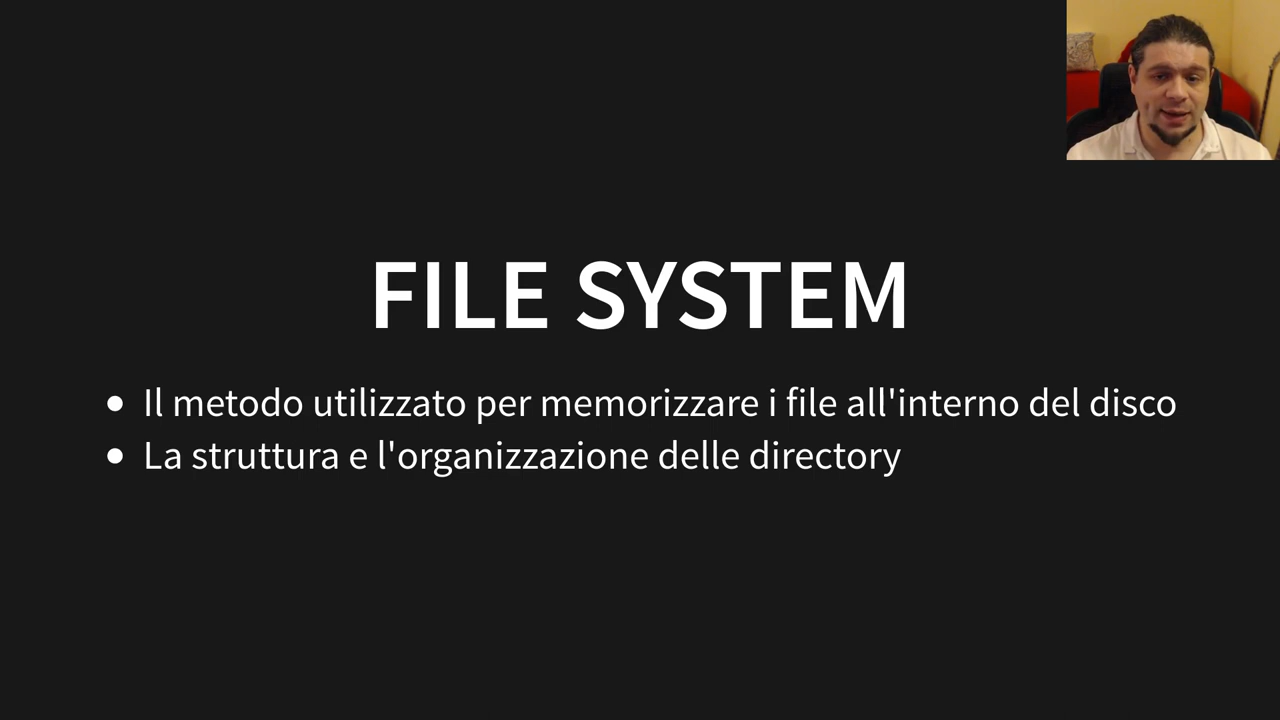 FILE SYSTEM
Il metodo utilizzato per memorizzare i file all'interno del disco
La struttura e l'organizzazione delle directory